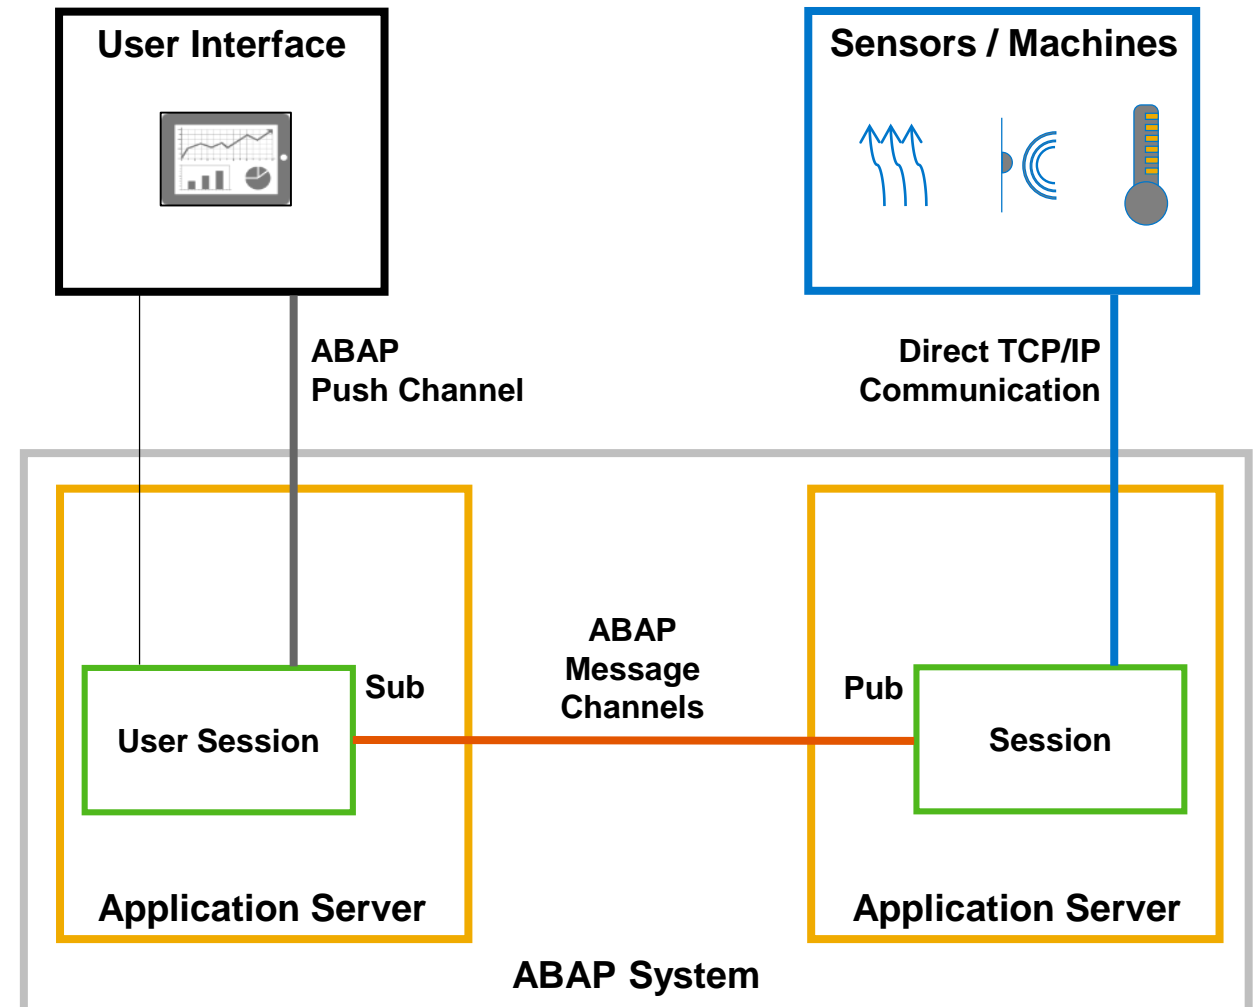 User Interface
Sensors / Machines
ABAP
Push Channel
Direct TCP/IP
Communication
ABAP
Message
Channels
Sub
Pub
User Session
Session
Application Server
Application Server
ABAP System